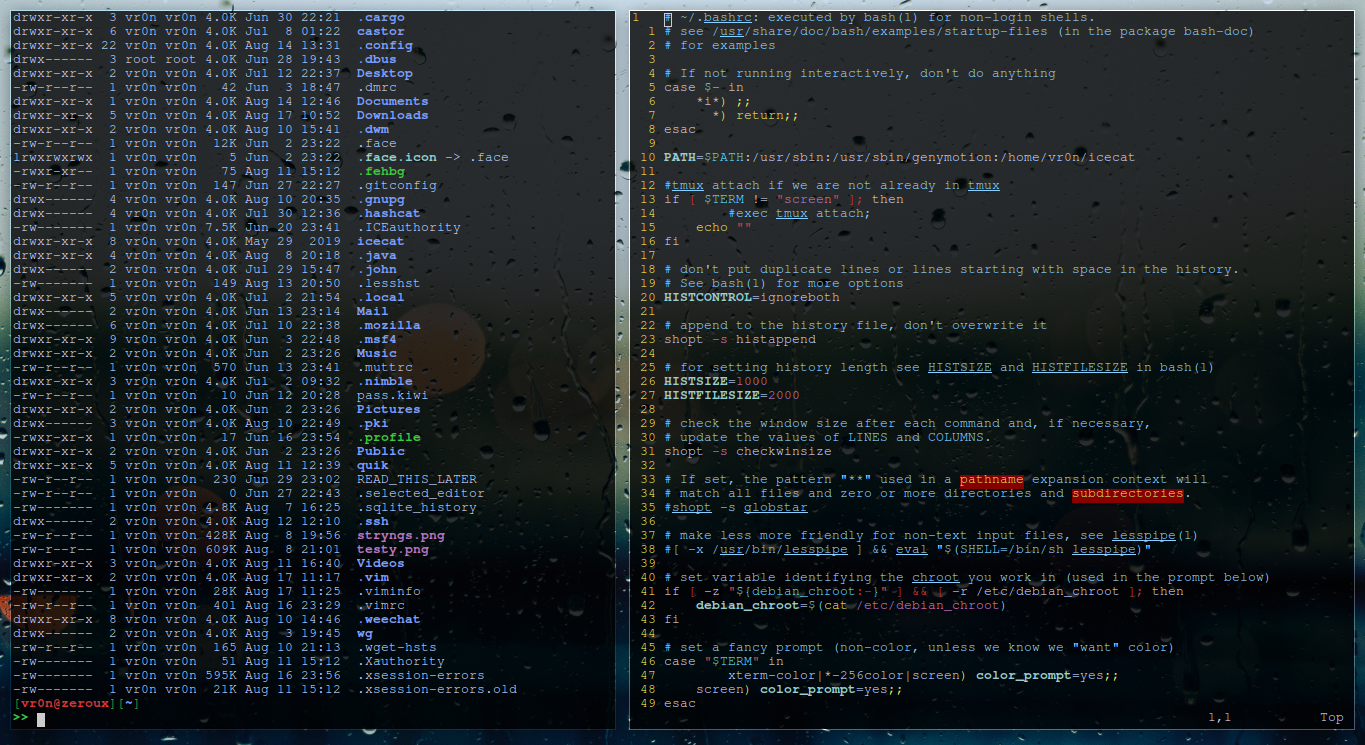 drwxr-xr-x  3 vr0n vr0n 4.0K Jun 30 22:21  .cargo
drwxr-xr-x  6 vr0n vr0n 4.0K Jul  8 01:22  castor
drwxr-xr-x 22 vr0n vr0n 4.0K Aug 14 13:31  .config
drwx------  3 root root 4.0K Jun 28 19:43  .dbus
drwxr-xr-x  2 vr0n vr0n 4.0K Jul 12 22:37  Desktop
-rw-r--r--  1 vr0n vr0n   42 Jun  3 18:47  .dmrc
drwxr-xr-x  1 vr0n vr0n 4.0K Aug 14 12:46  Documents
drwxr-xr-x  5 vr0n vr0n 4.0K Aug 17 10:52  Downloads
drwxr-xr-x  2 vr0n vr0n 4.0K Aug 10 15:41  .dwm
-rw-r--r--  1 vr0n vr0n  12K Jun  2 23:22  .face
lrwxrwxrwx  1 vr0n vr0n    5 Jun  2 23:22  .face.icon -> .face
-rwxr-xr--  1 vr0n vr0n   75 Aug 11 15:12  .fehbg
-rw-r--r--  1 vr0n vr0n  147 Jun 27 22:27  .gitconfig
drwx------  4 vr0n vr0n 4.0K Aug 10 20:35  .gnupg
drwx------  4 vr0n vr0n 4.0K Jul 30 12:36  .hashcat
-rw-------  1 vr0n vr0n 7.5K Jun 20 23:41  .ICEauthority
drwxr-xr-x  8 vr0n vr0n 4.0K May 29  2019  icecat
drwxr-xr-x  4 vr0n vr0n 4.0K Aug  8 20:18  .java
drwx------  2 vr0n vr0n 4.0K Jul 29 15:47  .john
-rw-------  1 vr0n vr0n  149 Aug 13 20:50  .lesshst
drwxr-xr-x  5 vr0n vr0n 4.0K Jul  2 21:54  .local
drwx------  2 vr0n vr0n 4.0K Jun 13 23:14  Mail
drwx------  6 vr0n vr0n 4.0K Jul 10 22:38  .mozilla
drwxr-xr-x  9 vr0n vr0n 4.0K Jun  3 22:48  .msf4
drwxr-xr-x  2 vr0n vr0n 4.0K Jun  2 23:26  Music
-rw-r--r--  1 vr0n vr0n  570 Jun 13 23:41  .muttrc
drwxr-xr-x  3 vr0n vr0n 4.0K Jul  2 09:32  .nimble
-rw-r--r--  1 vr0n vr0n   10 Jun 12 20:28  pass.kiwi
drwxr-xr-x  2 vr0n vr0n 4.0K Jun  2 23:26  Pictures
drwx------  3 vr0n vr0n 4.0K Aug 10 22:49  .pki
-rwxr-xr-x  1 vr0n vr0n   17 Jun 16 23:54  .profile
drwxr-xr-x  2 vr0n vr0n 4.0K Jun  2 23:26  Public
drwxr-xr-x  5 vr0n vr0n 4.0K Aug 11 12:39  quik
-rw-r--r--  1 vr0n vr0n  230 Jun 29 23:02  READ_THIS_LATER
-rw-r--r--  1 vr0n vr0n    0 Jun 27 22:43  .selected_editor
-rw-r--r--  1 vr0n vr0n 4.8K Aug  7 16:25  .sqlite_history
drwx------  2 vr0n vr0n 4.0K Aug 12 12:10  .ssh
-rw-r--r--  1 vr0n vr0n 428K Aug  8 19:56  stryngs.png
-rw-r--r--  1 vr0n vr0n 609K Aug  8 21:01  testy.png
drwxr-xr-x  3 vr0n vr0n 4.0K Aug 11 16:40  Videos
drwxr-xr-x  2 vr0n vr0n 4.0K Aug 17 11:17  .vim
-rw-------  1 vr0n vr0n  28K Aug 17 11:25  .viminfo
-rw-r--r--  1 vr0n vr0n  401 Aug 16 23:29  .vimrc
drwxr-xr-x  8 vr0n vr0n 4.0K Aug 10 14:46  .weechat
drwx------  2 vr0n vr0n 4.0K Aug  3 19:45  wg
-rw-r--r--  1 vr0n vr0n  165 Aug 10 21:13  .wget-hsts
-rw-------  1 vr0n vr0n   51 Aug 11 15:12  .Xauthority
-rw-------  1 vr0n vr0n 595K Aug 16 23:56  .xsession-errors
-rw-------  1 vr0n vr0n  21K Aug 11 15:12  .xsession-errors.old
[vr0n@zeroux][~]
>>
1   # ~/.bashrc: executed by bash(1) for non-login shells.
  1 # see /usr/share/doc/bash/examples/startup-files (in the package bash-doc)
  2 # for examples
  3
  4 # If not running interactively, don't do anything
  5 case $- in
  6     *i*) ;;
  7       *) return;;
  8 esac
  9
 10 PATH=$PATH:/usr/sbin:/usr/sbin/genymotion:/home/vr0n/icecat
 11
 12 #tmux attach if we are not already in tmux
 13 if [ $TERM != "screen" ]; then
 14         #exec tmux attach;
 15     echo ""
 16 fi
 17
 18 # don't put duplicate lines or lines starting with space in the history.
 19 # See bash(1) for more options
 20 HISTCONTROL=ignoreboth
 21
 22 # append to the history file, don't overwrite it
 23 shopt -s histappend
 24
 25 # for setting history length see HISTSIZE and HISTFILESIZE in bash(1)
 26 HISTSIZE=1000
 27 HISTFILESIZE=2000
 28
 29 # check the window size after each command and, if necessary,
 30 # update the values of LINES and COLUMNS.
 31 shopt -s checkwinsize
 32
 33 # If set, the pattern "**" used in a pathname expansion context will
 34 # match all files and zero or more directories and subdirectories.
 35 #shopt -s globstar
 36
 37 # make less more friendly for non-text input files, see lesspipe(1)
 38 #[ -x /usr/bin/lesspipe ] && eval "$(SHELL=/bin/sh lesspipe)"
 39
 40 # set variable identifying the chroot you work in (used in the prompt below)
 41 if [ -z "${debian_chroot:-}" ] && [ -r /etc/debian_chroot ]; then
 42     debian_chroot=$(cat /etc/debian_chroot)
 43 fi
 44
 45 # set a fancy prompt (non-color, unless we know we "want" color)
 46 case "$TERM" in
 47         xterm-color|*-256color|screen) color_prompt=yes;;
 48     screen) color_prompt=yes;;
 49 esac
1,1 Top